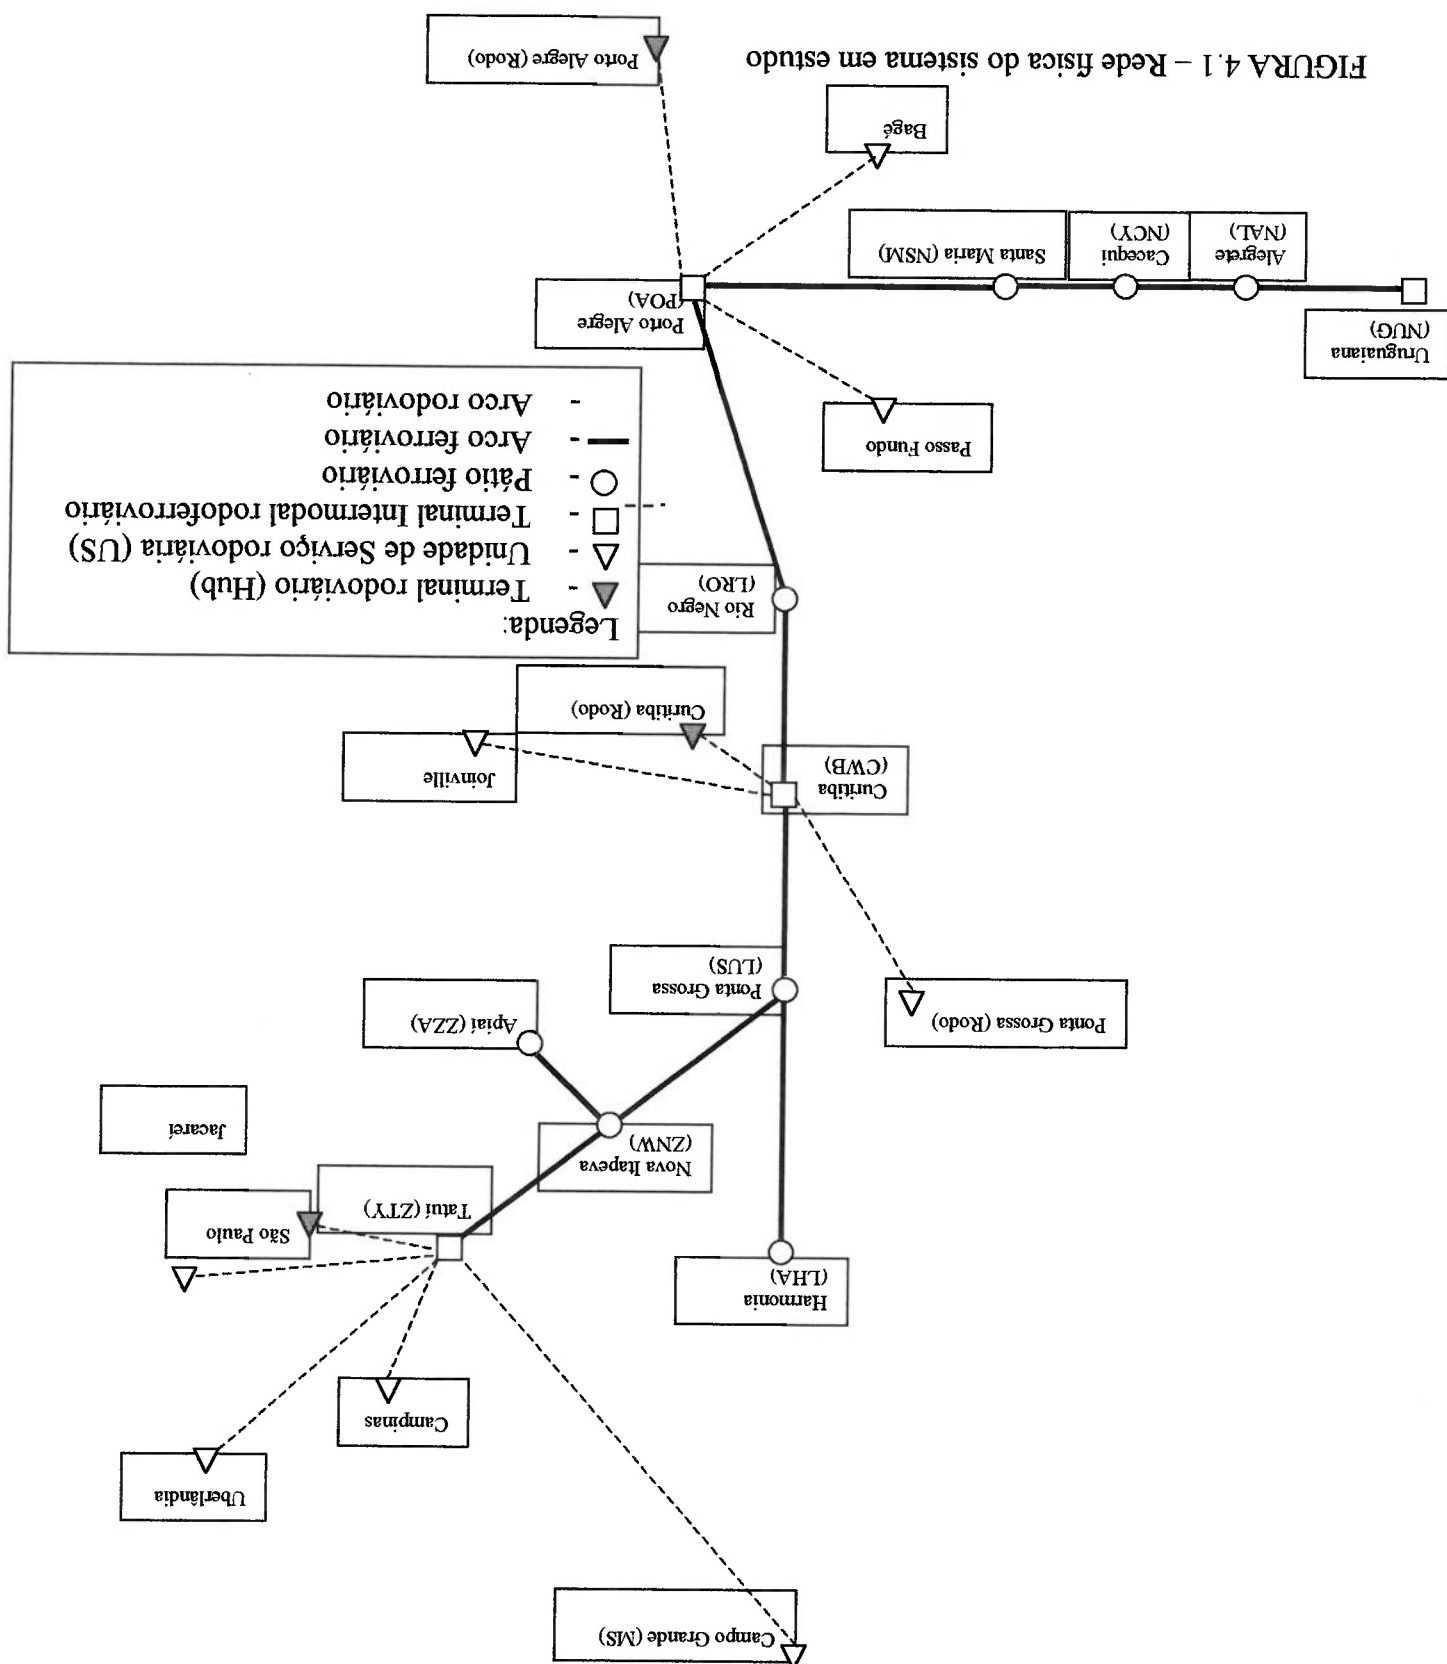 Campo Grande (MS)
Uberlândia
Campinas
Harmonia
(LHA)
São Paulo
Tatuí (ZTY)
Nova Itapeva
(ZNW)
Jacareí
Ponta Grossa (Rodo)
Apiaí (ZZA)
Ponta Grossa
(LUS)
Curitiba
(CWB)
Joinville
Curitiba (Rodo)
Rio Negro
(LRO)
Legenda:
- Terminal rodoviário (Hub)
- Unidade de Serviço rodoviária (US)
- Terminal Intermodal rodoferroviário
- Pátio ferroviário
- Arco ferroviário
- Arco rodoviário
Passo Fundo
Uruguaiana
(NUG)
Porto Alegre
(POA)
Alegrete
(NAL)
Cacequi
(NCY)
Santa Maria (NSM)
Bagé
Porto Alegre (Rodo)
FIGURA 4.1 – Rede física do sistema em estudo